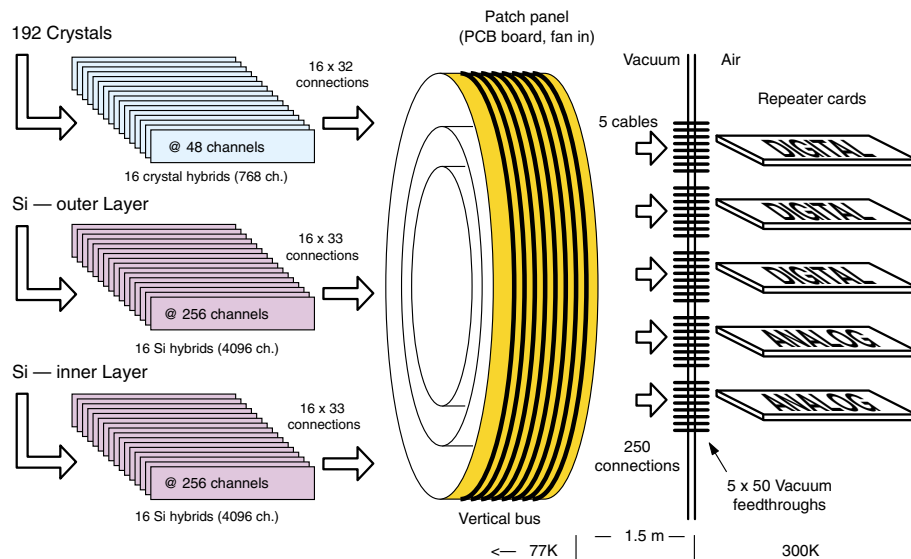 192 Crystals
16 x 32
connections
@ 48 channels
16 crystal hybrids (768 ch.)
Si — outer Layer
16 x 33
connections
@ 256 channels
16 Si hybrids (4096 ch.)
Si — inner Layer
16 x 33
connections
@ 256 channels
16 Si hybrids (4096 ch.)
Patch panel
(PCB board, fan in)
Vertical bus
Vacuum
Air
5 cables
Repeater cards
DIGITAL
DIGITAL
DIGITAL
ANALOG
ANALOG
250
connections
5 x 50 Vacuum
feedthroughs
<— 77K
— 1.5 m —
300K